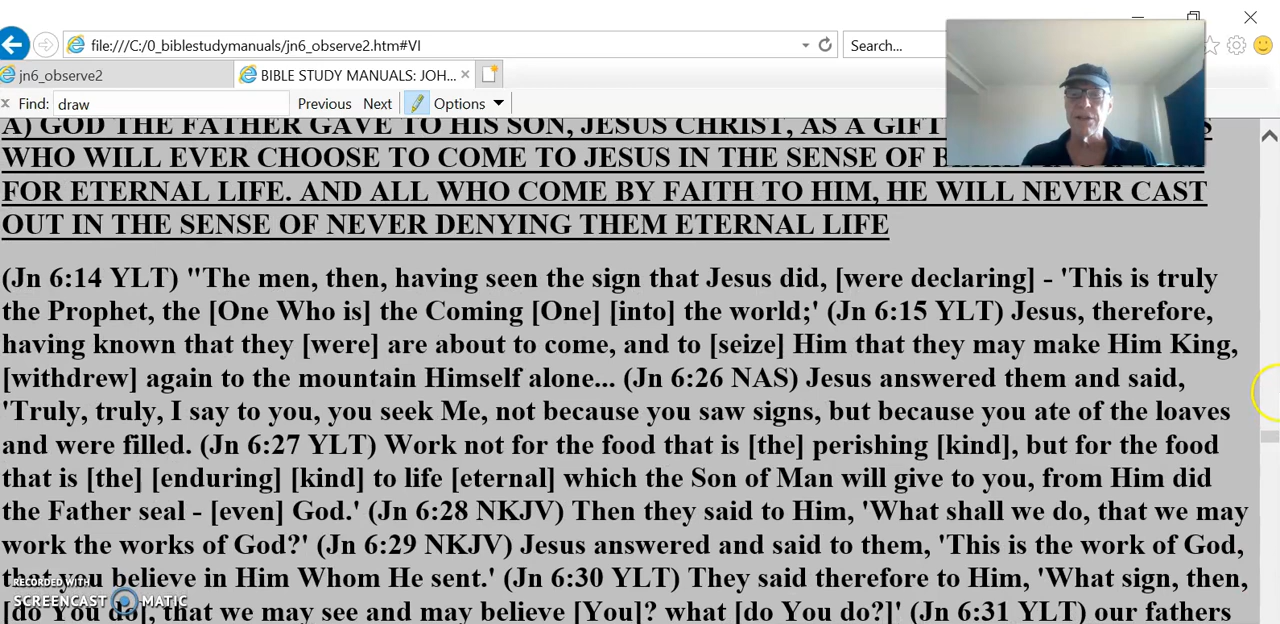 file:///C:/0_biblestudymanuals/jn6_observe2.htm#VI
Search...
jn6_observe2
BIBLE STUDY MANUALS: JOH...
x Find: draw Previous Next Options
A) GOD THE FATHER GAVE TO HIS SON, JESUS CHRIST, AS A GIFT
WHO WILL EVER CHOOSE TO COME TO JESUS IN THE SENSE OF
FOR ETERNAL LIFE. AND ALL WHO COME BY FAITH TO HIM, HE WILL NEVER CAST
OUT IN THE SENSE OF NEVER DENYING THEM ETERNAL LIFE
(Jn 6:14 YLT) "The men, then, having seen the sign that Jesus did, [were declaring] - 'This is truly
the Prophet, the [One Who is] the Coming [One] [into] the world;' (Jn 6:15 YLT) Jesus, therefore,
having known that they [were] are about to come, and to [seize] Him that they may make Him King,
[withdrew] again to the mountain Himself alone... (Jn 6:26 NAS) Jesus answered them and said,
'Truly, truly, I say to you, you seek Me, not because you saw signs, but because you ate of the loaves
and were filled. (Jn 6:27 YLT) Work not for the food that is [the] perishing [kind], but for the food
that is [the] [enduring] [kind] to life [eternal] which the Son of Man will give to you, from Him did
the Father seal - [even] God.' (Jn 6:28 NKJV) Then they said to Him, 'What shall we do, that we may
work the works of God?' (Jn 6:29 NKJV) Jesus answered and said to them, 'This is the work of God,
that you believe in Him Whom He sent.' (Jn 6:30 YLT) They said therefore to Him, 'What sign, then,
[do You do], that we may see and may believe [You]? what [do You do?]' (Jn 6:31 YLT) our fathers
RECORDED WITH
SCREENCAST-O-MATIC